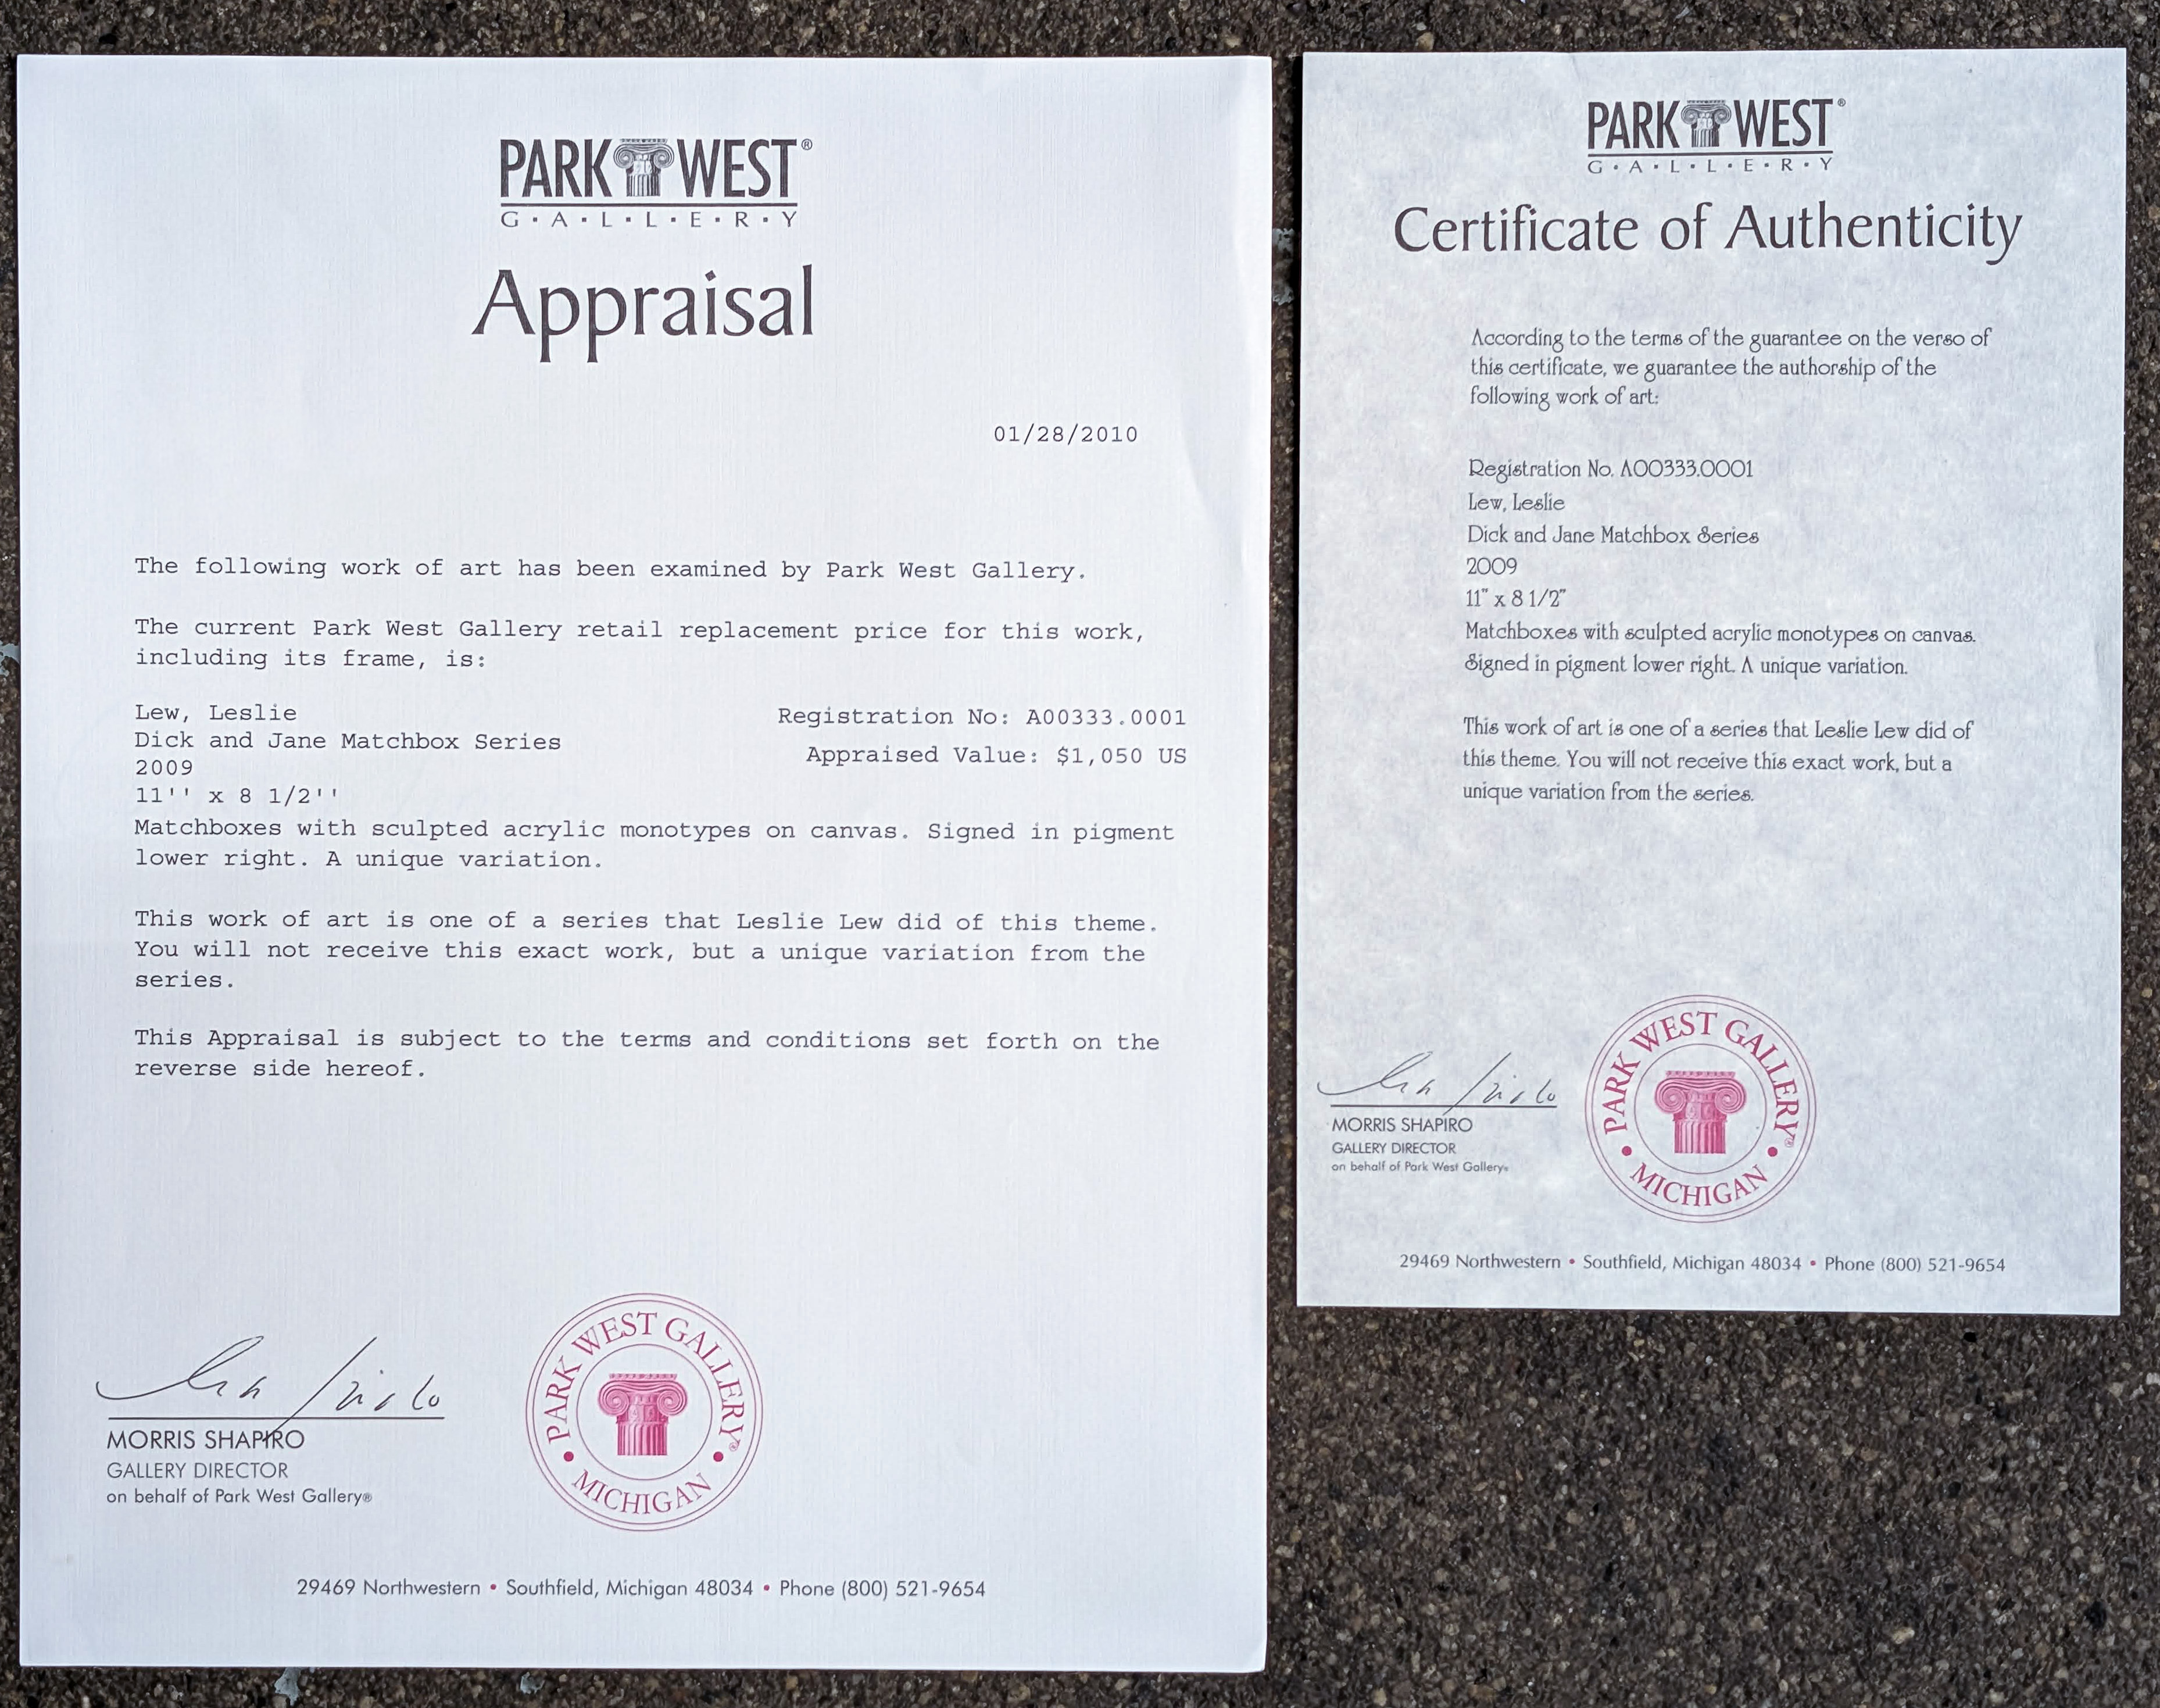 PARK WEST®
G·A·L·L·E·R·Y
Appraisal
01/28/2010
The following work of art has been examined by Park West Gallery.
The current Park West Gallery retail replacement price for this work,
including its frame, is:
Lew, Leslie
Dick and Jane Matchbox Series
2009
11'' x 8 1/2''
Registration No: A00333.0001
Appraised Value: $1,050 US
Matchboxes with sculpted acrylic monotypes on canvas. Signed in pigment
lower right. A unique variation.
This work of art is one of a series that Leslie Lew did of this theme.
You will not receive this exact work, but a unique variation from the
series.
This Appraisal is subject to the terms and conditions set forth on the
reverse side hereof.
MORRIS SHAPIRO
GALLERY DIRECTOR
on behalf of Park West Gallery®
PARK WEST GALLERY®
• MICHIGAN •
29469 Northwestern • Southfield, Michigan 48034 • Phone (800) 521-9654
PARK WEST®
G·A·L·L·E·R·Y
Certificate of Authenticity
According to the terms of the guarantee on the verso of
this certificate, we guarantee the authorship of the
following work of art:
Registration No. A00333.0001
Lew, Leslie
Dick and Jane Matchbox Series
2009
11" x 8 1/2"
Matchboxes with sculpted acrylic monotypes on canvas.
Signed in pigment lower right. A unique variation.
This work of art is one of a series that Leslie Lew did of
this theme. You will not receive this exact work, but a
unique variation from the series.
MORRIS SHAPIRO
GALLERY DIRECTOR
on behalf of Park West Gallery®
PARK WEST GALLERY®
• MICHIGAN •
29469 Northwestern • Southfield, Michigan 48034 • Phone (800) 521-9654